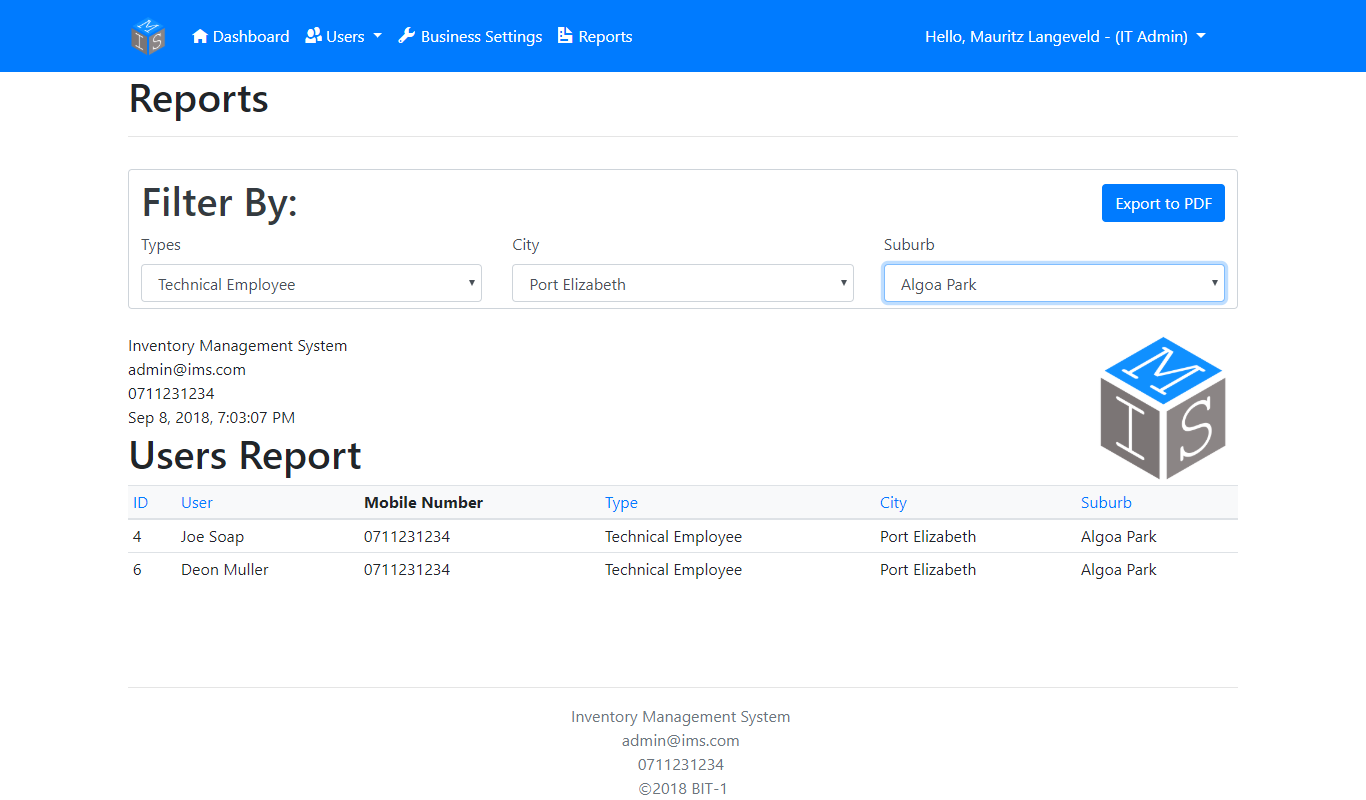 M I S Dashboard Users Business Settings Reports Hello, Mauritz Langeveld - (IT Admin)
Reports
Filter By: Export to PDF
Types City Suburb
Technical Employee Port Elizabeth Algoa Park
Inventory Management System
admin@ims.com
0711231234
Sep 8, 2018, 7:03:07 PM
M
I S
Users Report
ID User Mobile Number Type City Suburb
4 Joe Soap 0711231234 Technical Employee Port Elizabeth Algoa Park
6 Deon Muller 0711231234 Technical Employee Port Elizabeth Algoa Park
Inventory Management System
admin@ims.com
0711231234
©2018 BIT-1